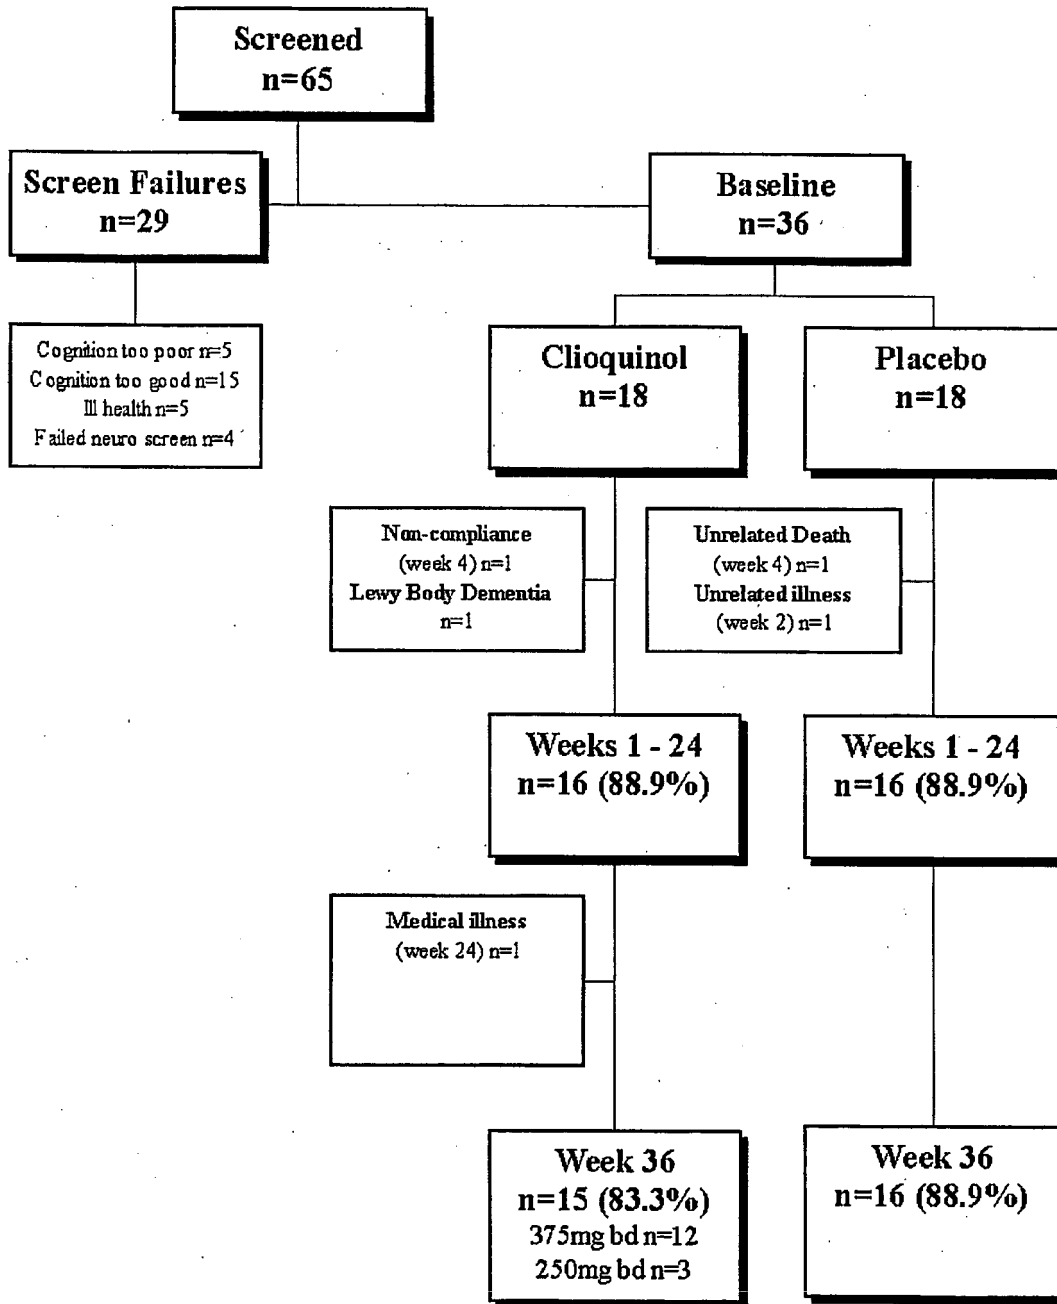 Screened
n=65
Screen Failures
n=29
Baseline
n=36
Cognition too poor n=5
Cognition too good n=15
Ill health n=5
Failed neuro screen n=4
Clioquinol
n=18
Placebo
n=18
Non-compliance
(week 4) n=1
Lewy Body Dementia
n=1
Unrelated Death
(week 4) n=1
Unrelated illness
(week 2) n=1
Weeks 1 - 24
n=16 (88.9%)
Weeks 1 - 24
n=16 (88.9%)
Medical illness
(week 24) n=1
Week 36
n=15 (83.3%)
375mg bd n=12
250mg bd n=3
Week 36
n=16 (88.9%)